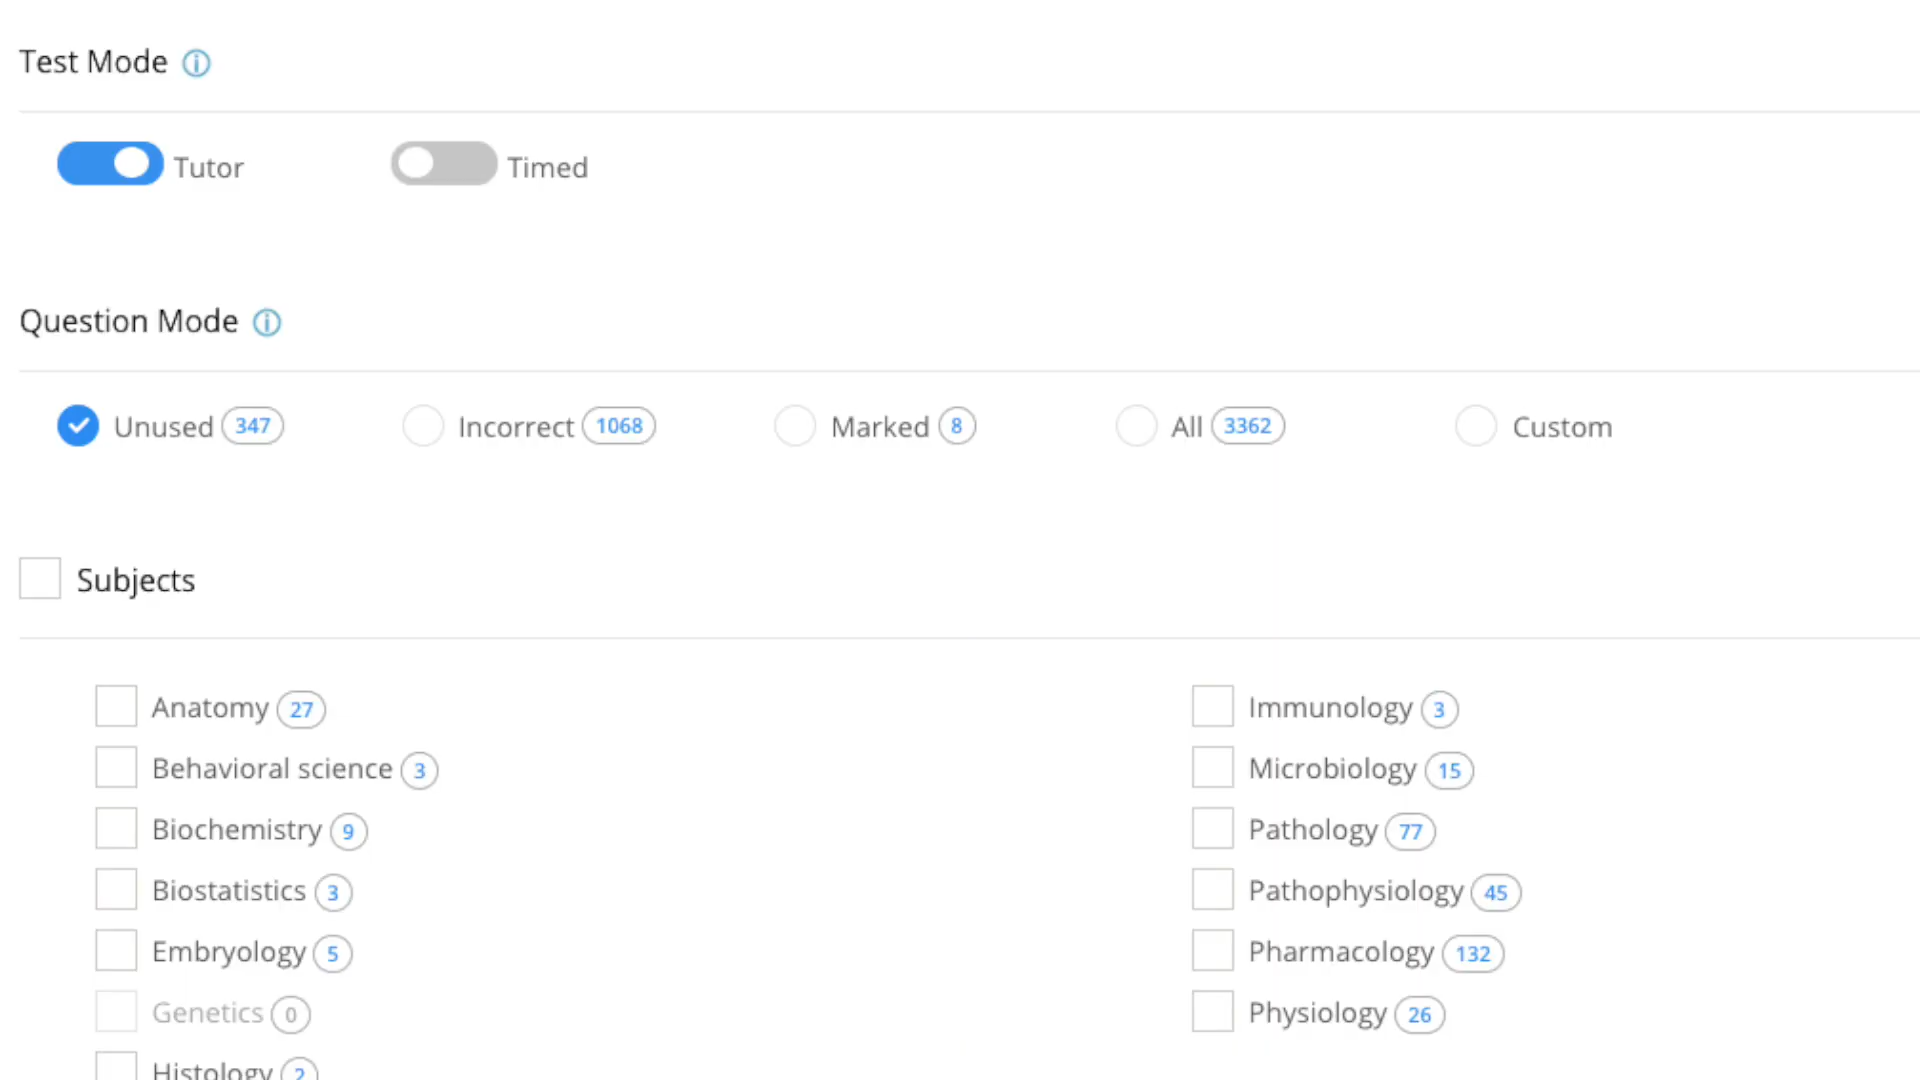 Test Mode
Tutor Timed
Question Mode
Unused 347 Incorrect 1068 Marked 8 All 3362 Custom
Subjects
Anatomy 27
Behavioral science 3
Biochemistry 9
Biostatistics 3
Embryology 5
Genetics 0
Histology 2
Immunology 3
Microbiology 15
Pathology 77
Pathophysiology 45
Pharmacology 132
Physiology 26